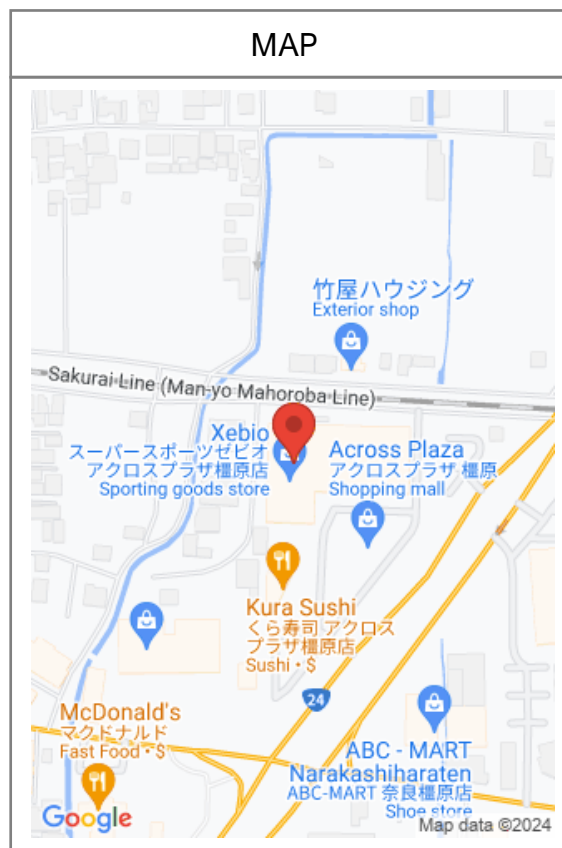 MAP
竹屋ハウジング
Exterior shop
Sakurai Line (Man-yo Mahoroba Line)
Xebio
スーパースポーツゼビオ
アクロスプラザ橿原店
Sporting goods store
Across Plaza
アクロスプラザ 橿原
Shopping mall
Kura Sushi
くら寿司 アクロス
プラザ橿原店
Sushi • $
24
McDonald's
マクドナルド
Fast Food • $
ABC - MART
Narakashiharaten
ABC-MART 奈良橿原店
Shoe store
Google
Map data ©2024